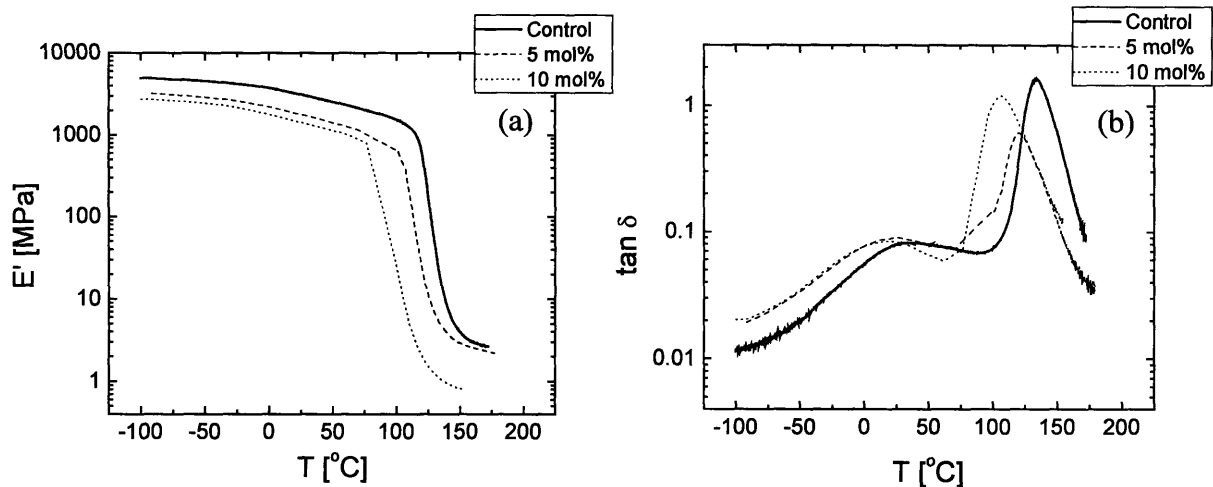 Control
5 mol%
10 mol%
(a)
E' [MPa]
10000
1000
100
10
1
-100 -50 0 50 100 150 200
T [°C]
Control
5 mol%
10 mol%
(b)
tan δ
1
0.1
0.01
-100 -50 0 50 100 150 200
T [°C]